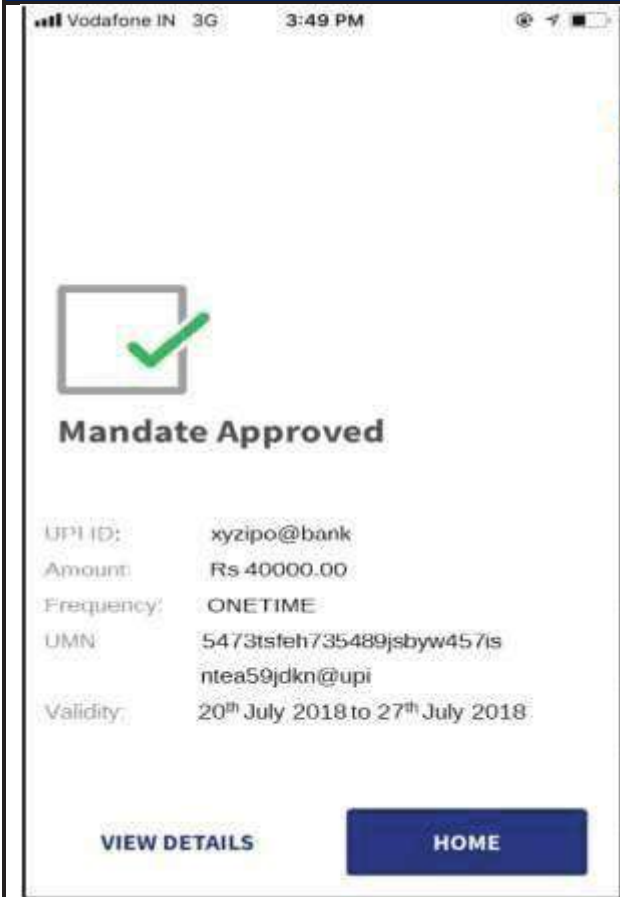 Vodafone IN 3G 3:49 PM
Mandate Approved
UPI ID: xyzipo@bank
Amount: Rs 40000.00
Frequency: ONETIME
UMN 5473tsfeh735489jsbyw457is
ntea59jdkn@upi
Validity: 20th July 2018 to 27th July 2018
VIEW DETAILS HOME